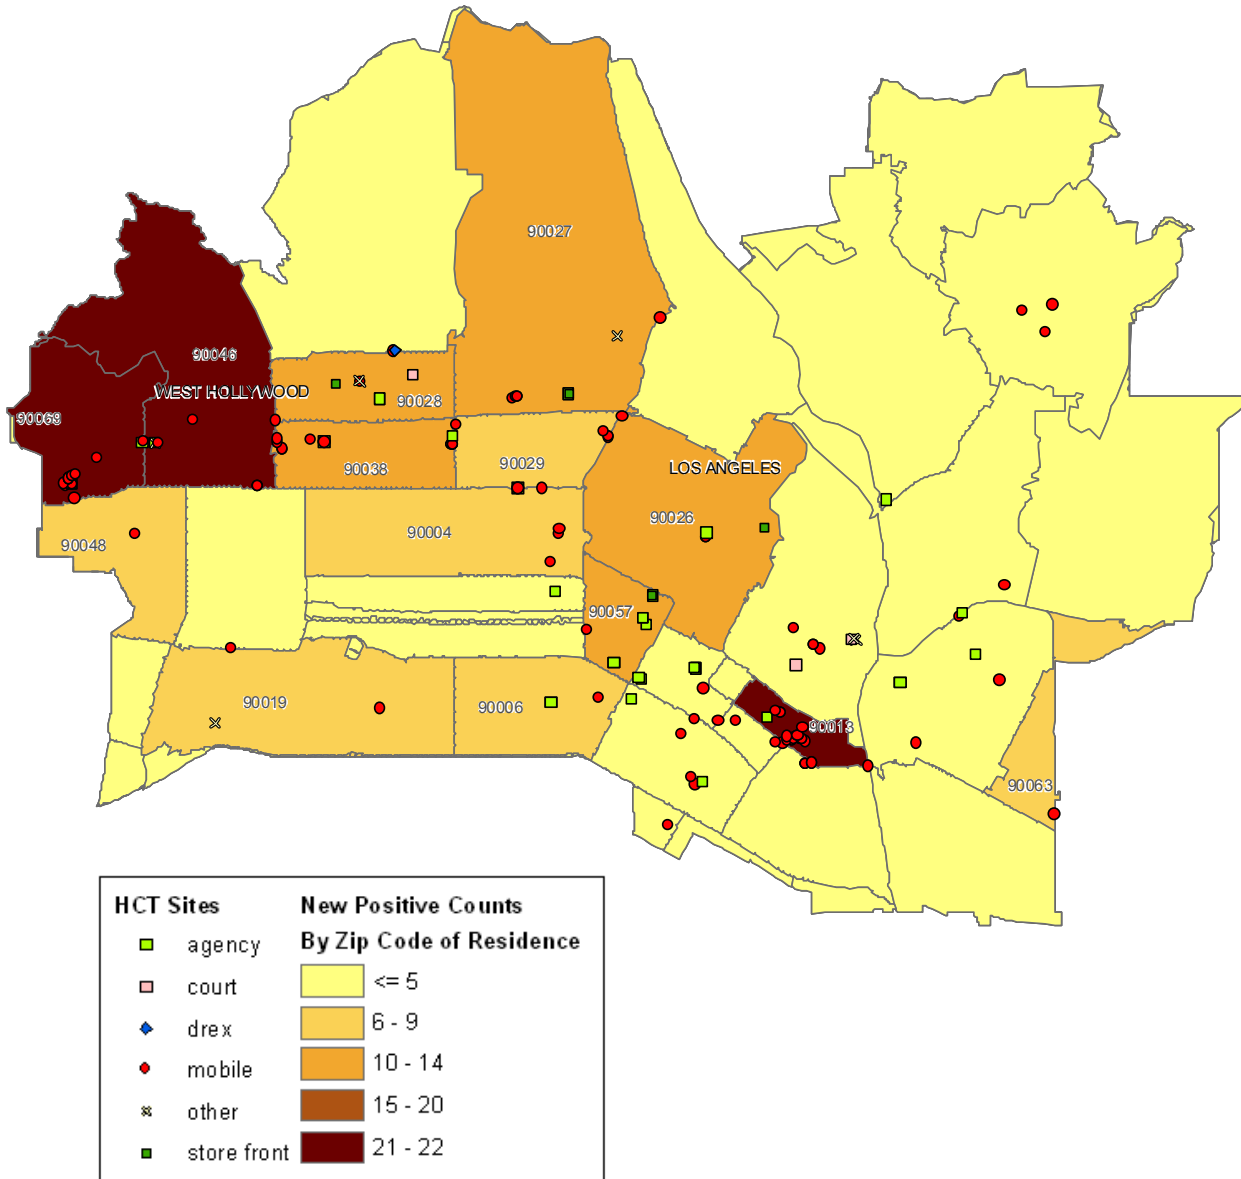 90027
90046
WEST HOLLYWOOD
90028
90038
90029
LOS ANGELES
90026
90004
90048
90057
90019
90006
90063
HCT Sites
agency
court
drex
mobile
other
store front
New Positive Counts
By Zip Code of Residence
<= 5
6 - 9
10 - 14
15 - 20
21 - 22